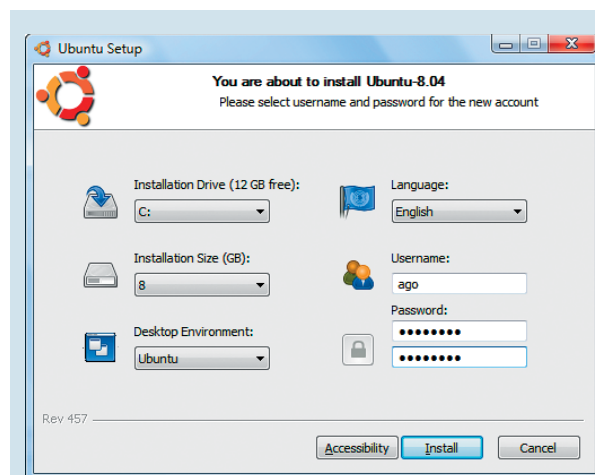 Ubuntu Setup
You are about to install Ubuntu-8.04
Please select username and password for the new account
Installation Drive (12 GB free):
C:
Language:
English
Installation Size (GB):
8
Username:
ago
Password:
••••••••
Desktop Environment:
Ubuntu
••••••••
Rev 457
Accessibility Install Cancel